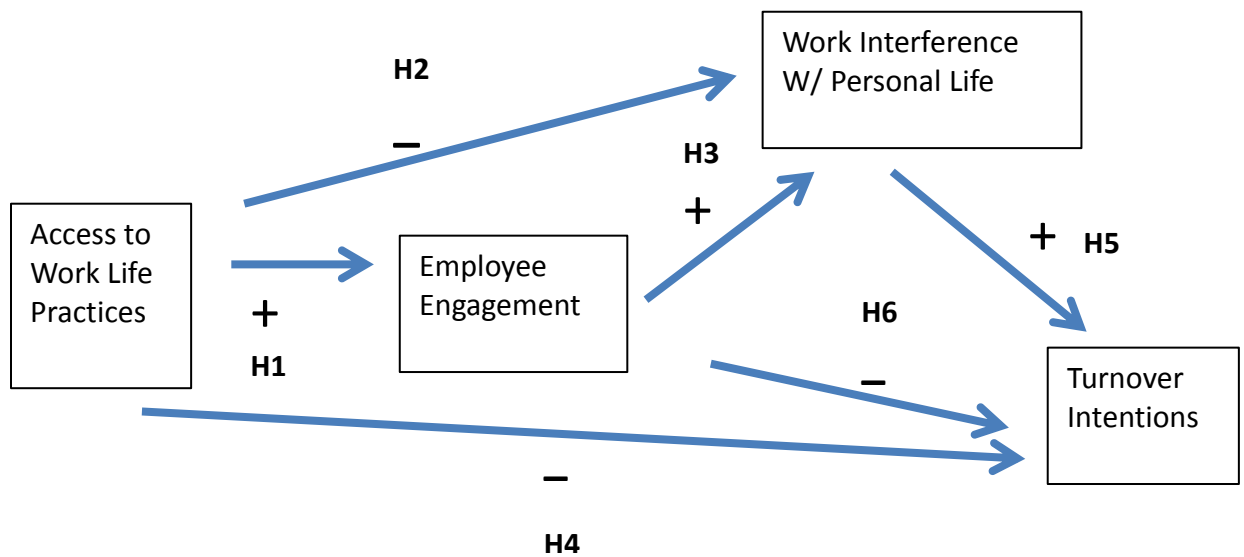 Work Interference
W/ Personal Life
H2
–
H3
+
Access to
Work Life
Practices
+
H1
Employee
Engagement
+ H5
H6
–
Turnover
Intentions
–
H4